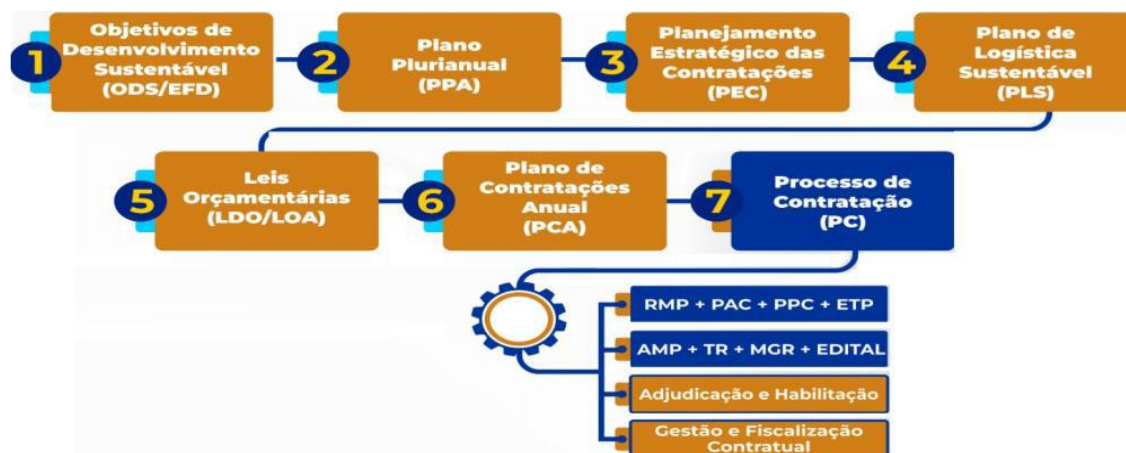 1
Objetivos de
Desenvolvimento
Sustentável
(ODS/EFD)
2
Plano
Plurianual
(PPA)
3
Planejamento
Estratégico das
Contratações
(PEC)
4
Plano de
Logística
Sustentável
(PLS)
5
Leis
Orçamentárias
(LDO/LOA)
6
Plano de
Contratações
Anual
(PCA)
7
Processo de
Contratação
(PC)
RMP + PAC + PPC + ETP
AMP + TR + MGR + EDITAL
Adjudicação e Habilitação
Gestão e Fiscalização
Contratual